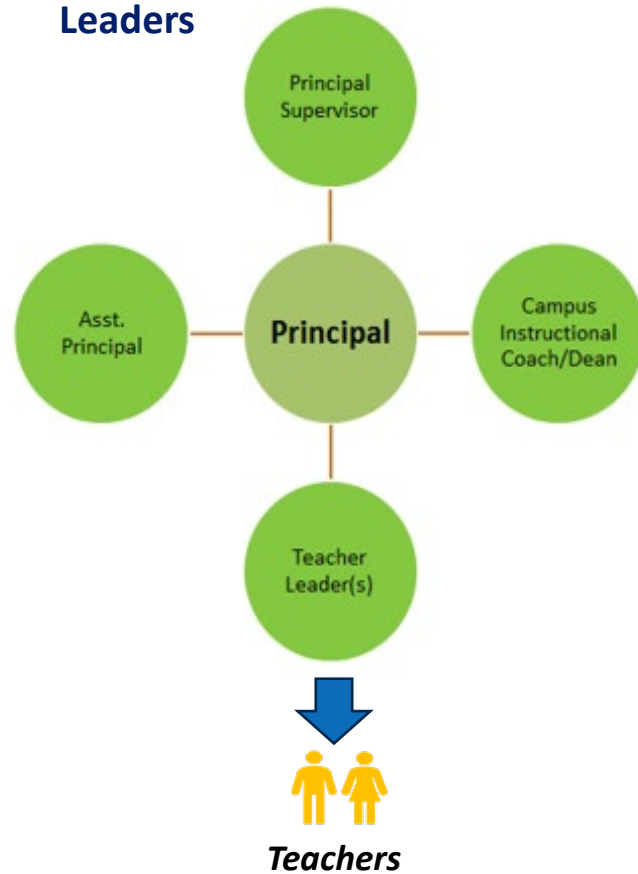 Leaders
Principal
Supervisor
Asst.
Principal
Principal
Campus
Instructional
Coach/Dean
Teacher
Leader(s)
Teachers